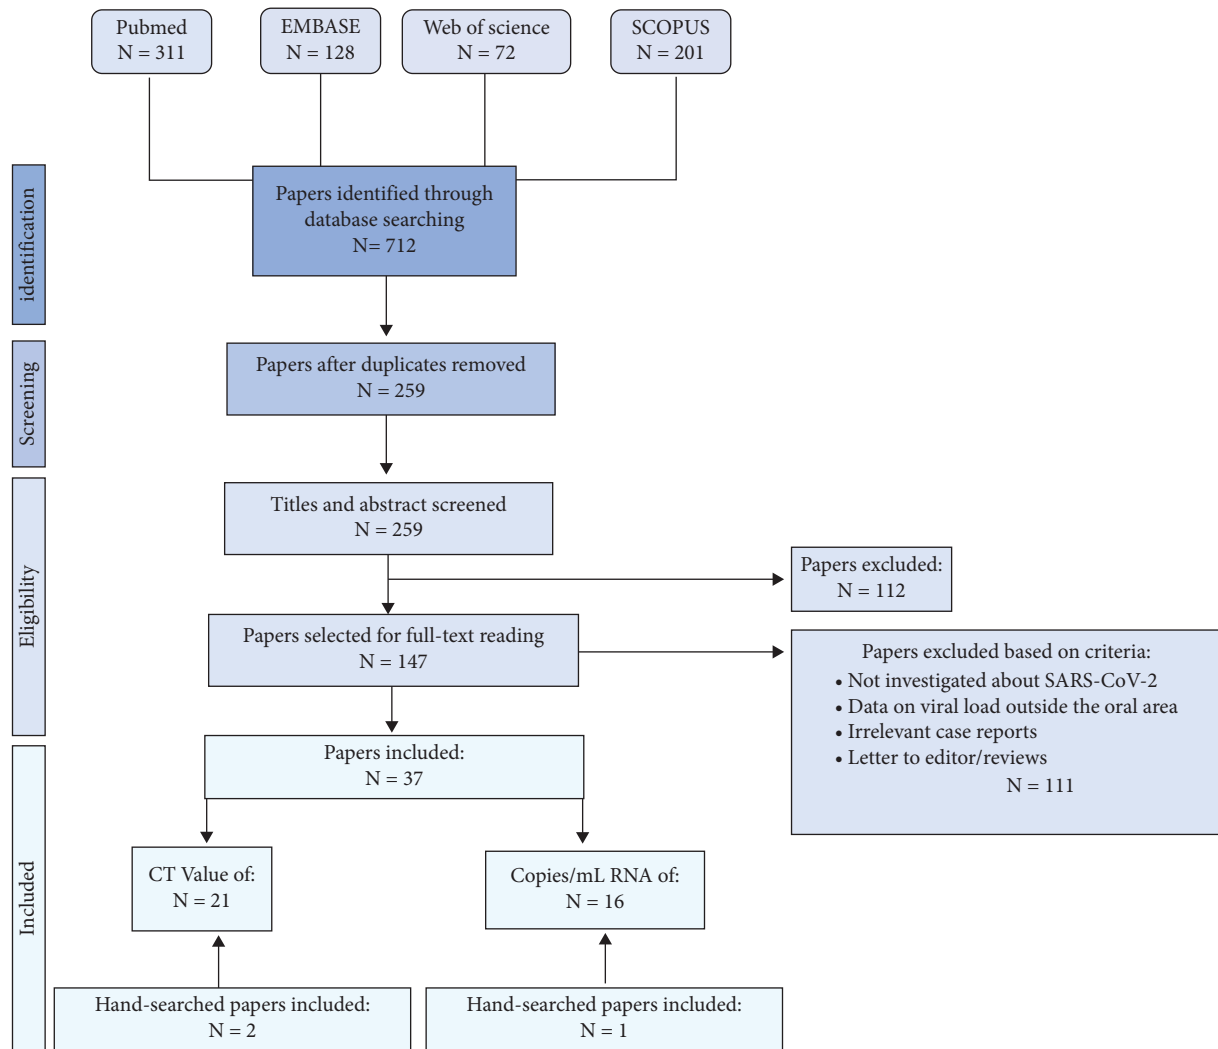 Pubmed
N = 311
EMBASE
N = 128
Web of science
N = 72
SCOPUS
N = 201
identification
Papers identified through
database searching
N= 712
Screening
Papers after duplicates removed
N = 259
Eligibility
Titles and abstract screened
N = 259
Papers excluded:
N = 112
Papers selected for full-text reading
N = 147
Papers excluded based on criteria:
• Not investigated about SARS-CoV-2
• Data on viral load outside the oral area
• Irrelevant case reports
• Letter to editor/reviews
N = 111
Included
Papers included:
N = 37
CT Value of:
N = 21
Copies/mL RNA of:
N = 16
Hand-searched papers included:
N = 2
Hand-searched papers included:
N = 1